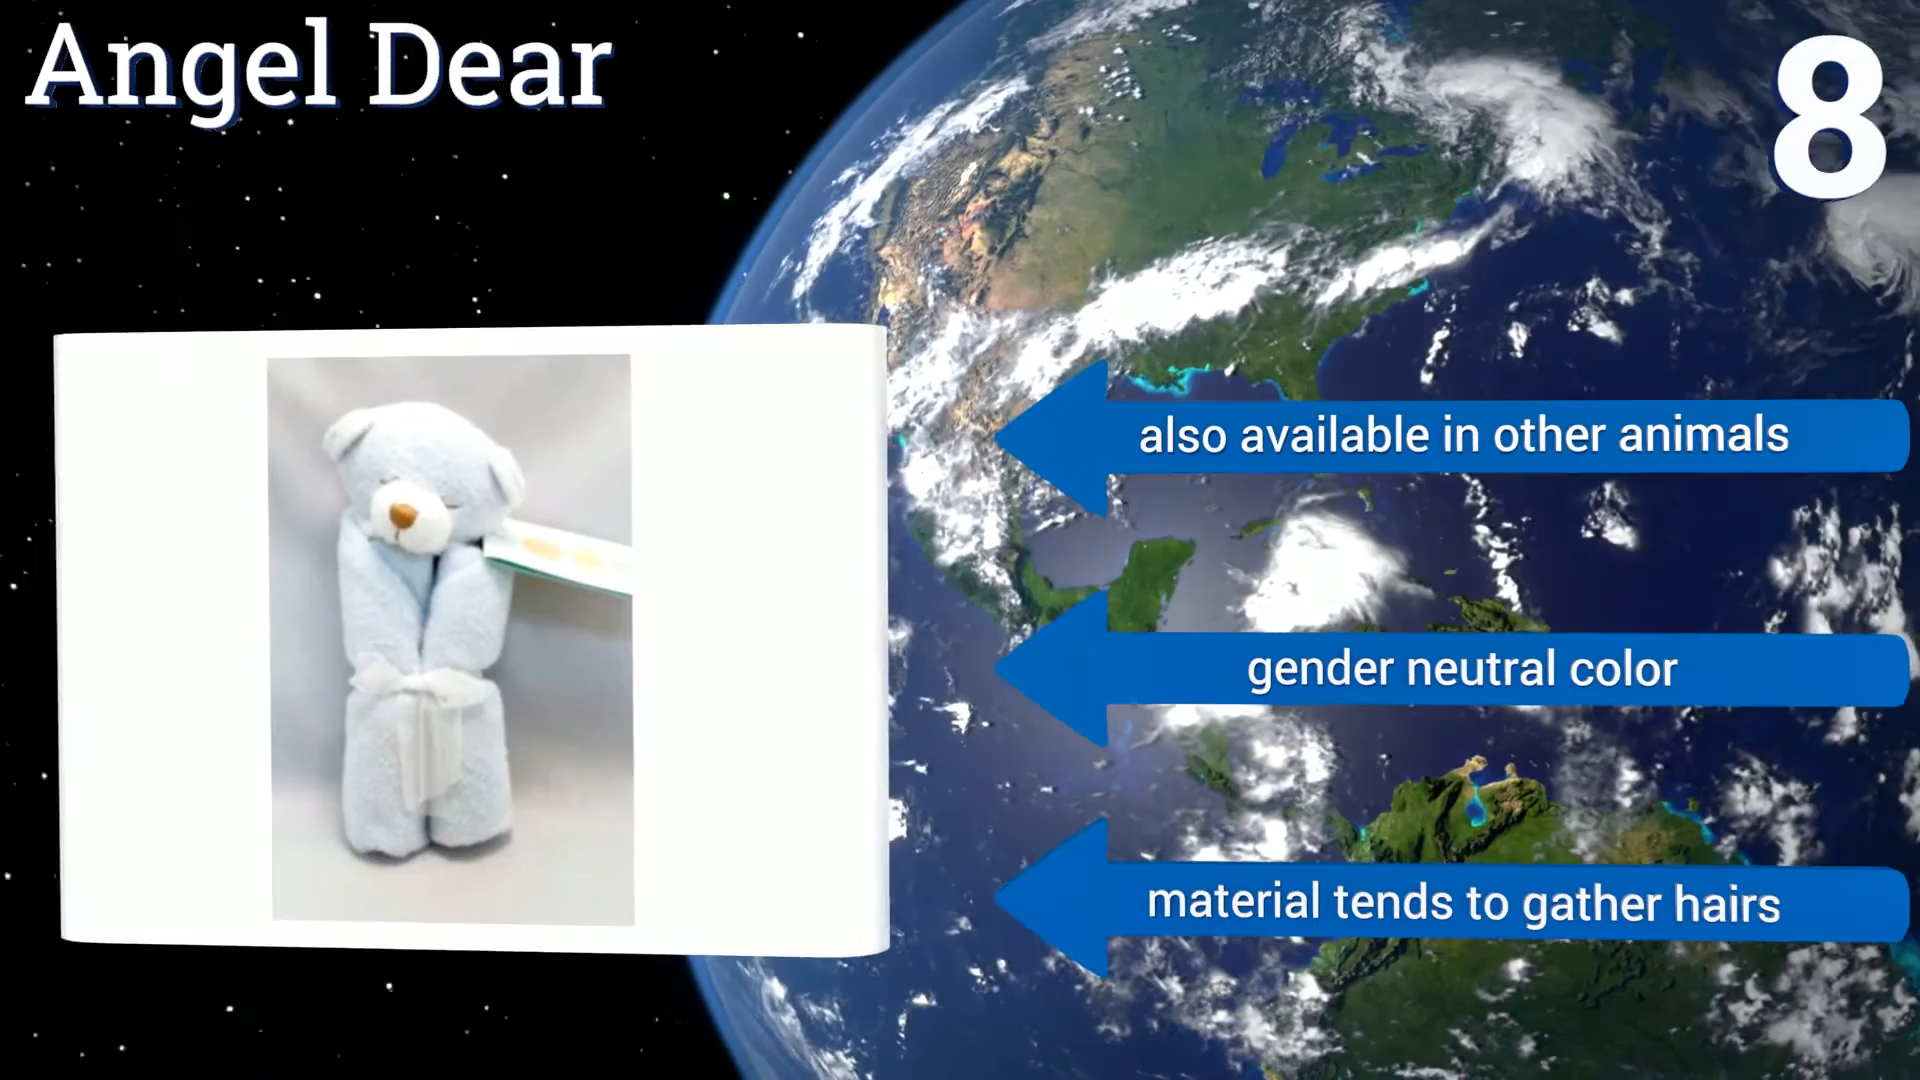 Angel Dear
8
also available in other animals
gender neutral color
material tends to gather hairs